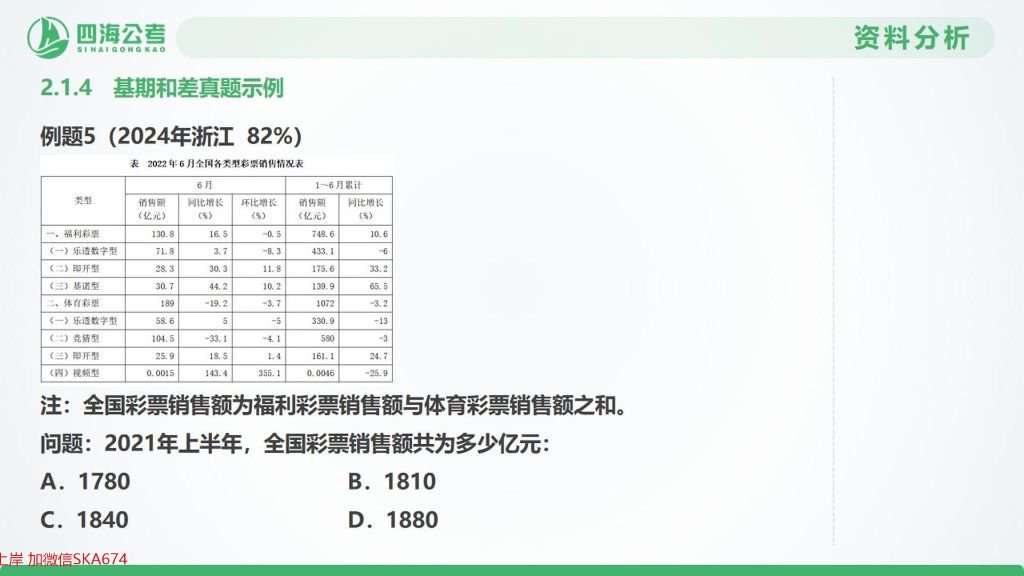 四海公考
SIHAIGONGKAO
资料分析
2.1.4 基期和差真题示例
例题5（2024年浙江 82%）
表 2022年6月全国各类型彩票销售情况表
类型 6月 1～6月累计
销售额（亿元） 同比增长（%） 环比增长（%） 销售额（亿元） 同比增长（%）
一、福利彩票 130.8 16.5 -0.5 748.6 10.6
（一）乐透数字型 71.8 3.7 -8.3 433.1 -6
（二）即开型 28.3 30.3 11.8 175.6 33.2
（三）基诺型 30.7 44.2 10.2 139.9 65.5
二、体育彩票 189 -19.2 -3.7 1072 -3.2
（一）乐透数字型 58.6 5 -5 330.9 -13
（二）竞猜型 104.5 -33.1 -4.1 580 -3
（三）即开型 25.9 18.5 1.4 161.1 24.7
（四）视频型 0.0015 143.4 355.1 0.0046 -25.9
注：全国彩票销售额为福利彩票销售额与体育彩票销售额之和。
问题：2021年上半年，全国彩票销售额共为多少亿元：
A．1780 B．1810
C．1840 D．1880
上岸 加微信SKA674